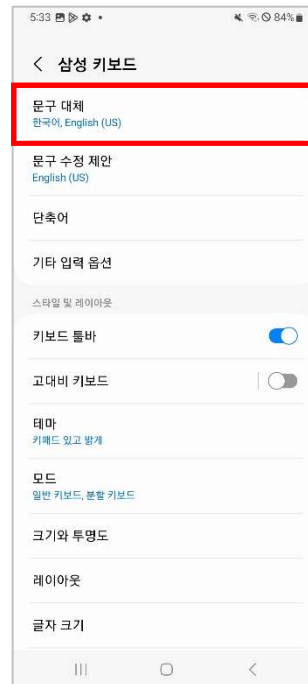 5:33
84%
삼성 키보드
문구 대체
한국어, English (US)
문구 수정 제안
English (US)
단축어
기타 입력 옵션
스타일 및 레이아웃
키보드 툴바
고대비 키보드
테마
키패드 있고 밝게
모드
일반 키보드, 분할 키보드
크기와 투명도
레이아웃
글자 크기